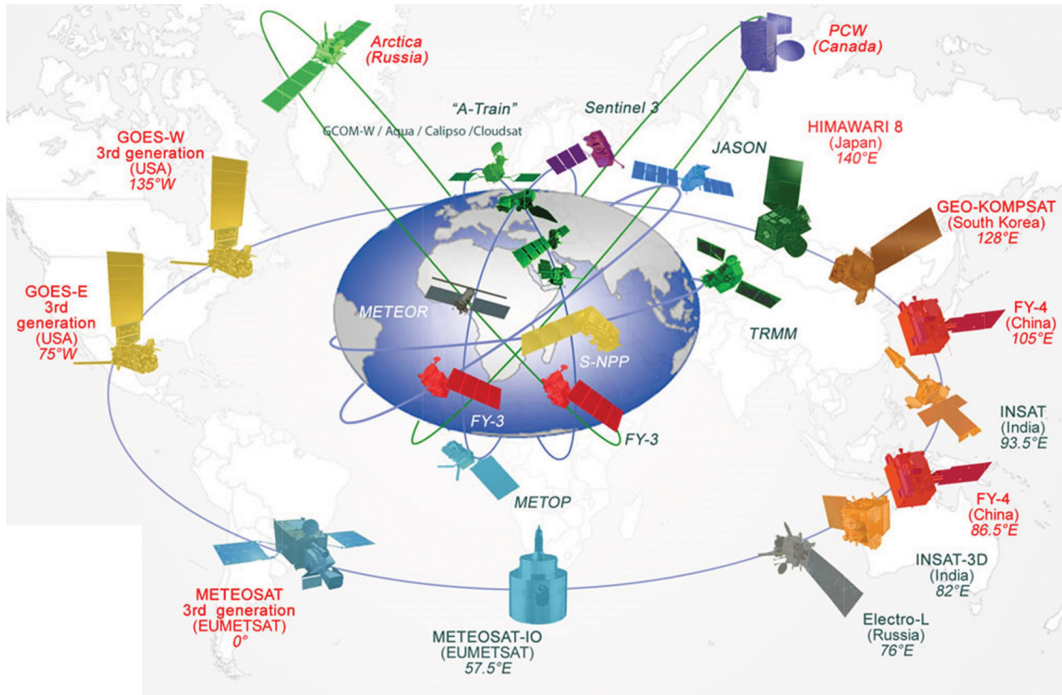 Arctica
(Russia)
PCW
(Canada)
"A-Train"
GCOM-W / Aqua / Calipso /Cloudsat
Sentinel 3
JASON
HIMAWARI 8
(Japan)
140°E
GOES-W
3rd generation
(USA)
135°W
GEO-KOMPSAT
(South Korea)
128°E
GOES-E
3rd
generation
(USA)
75°W
METEOR
TRMM
FY-4
(China)
105°E
S-NPP
INSAT
(India)
93.5°E
FY-3
FY-3
METOP
FY-4
(China)
86.5°E
INSAT-3D
(India)
82°E
METEOSAT
3rd generation
(EUMETSAT)
0°
METEOSAT-IO
(EUMETSAT)
57.5°E
Electro-L
(Russia)
76°E